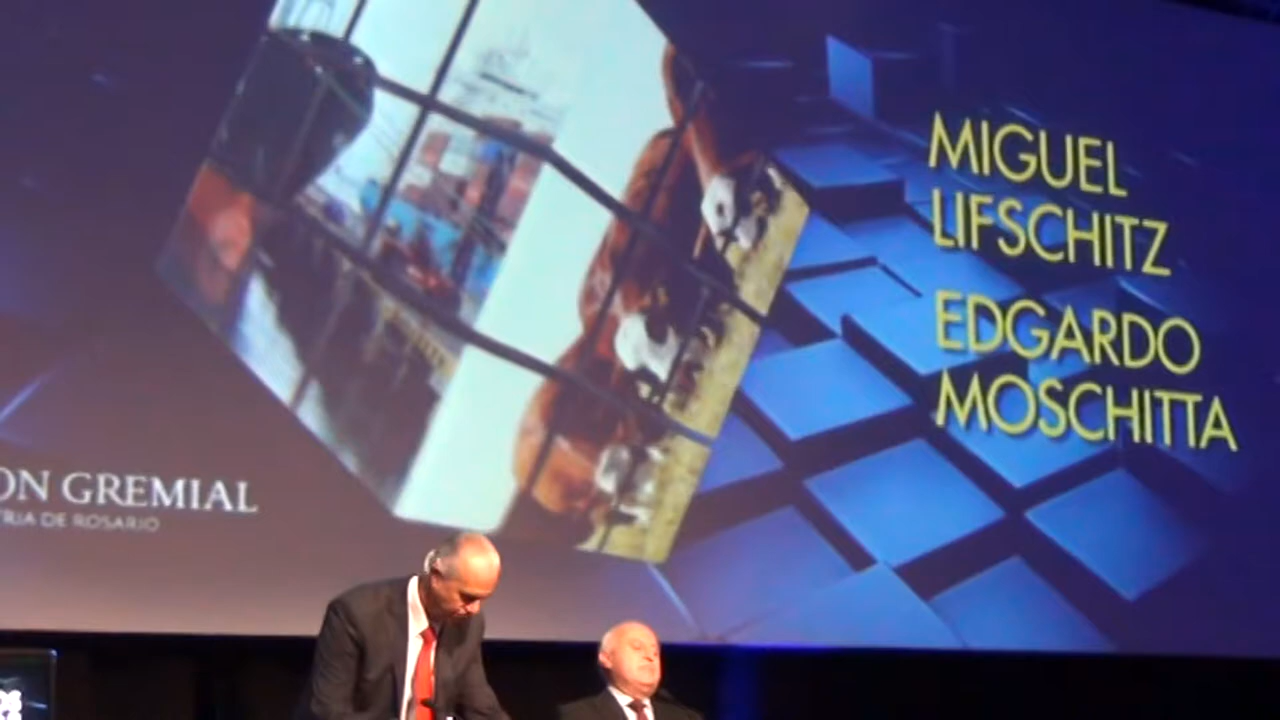 MIGUEL
LIFSCHITZ
EDGARDO
MOSCHITTA
ON GREMIAL
TRIA DE ROSARIO